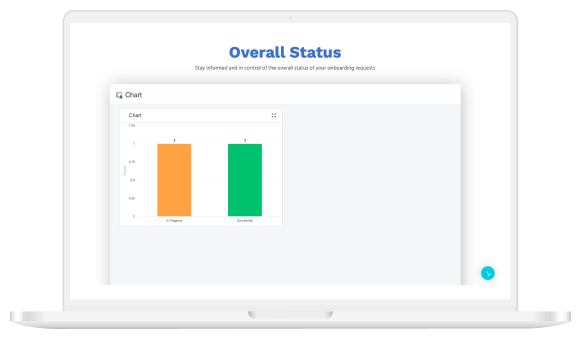 Overall Status
Stay informed and in control of the overall status of your onboarding requests
Chart
Chart
1.25
1
0.75
0.5
0.25
0
Count
1
1
In Progress
Completed